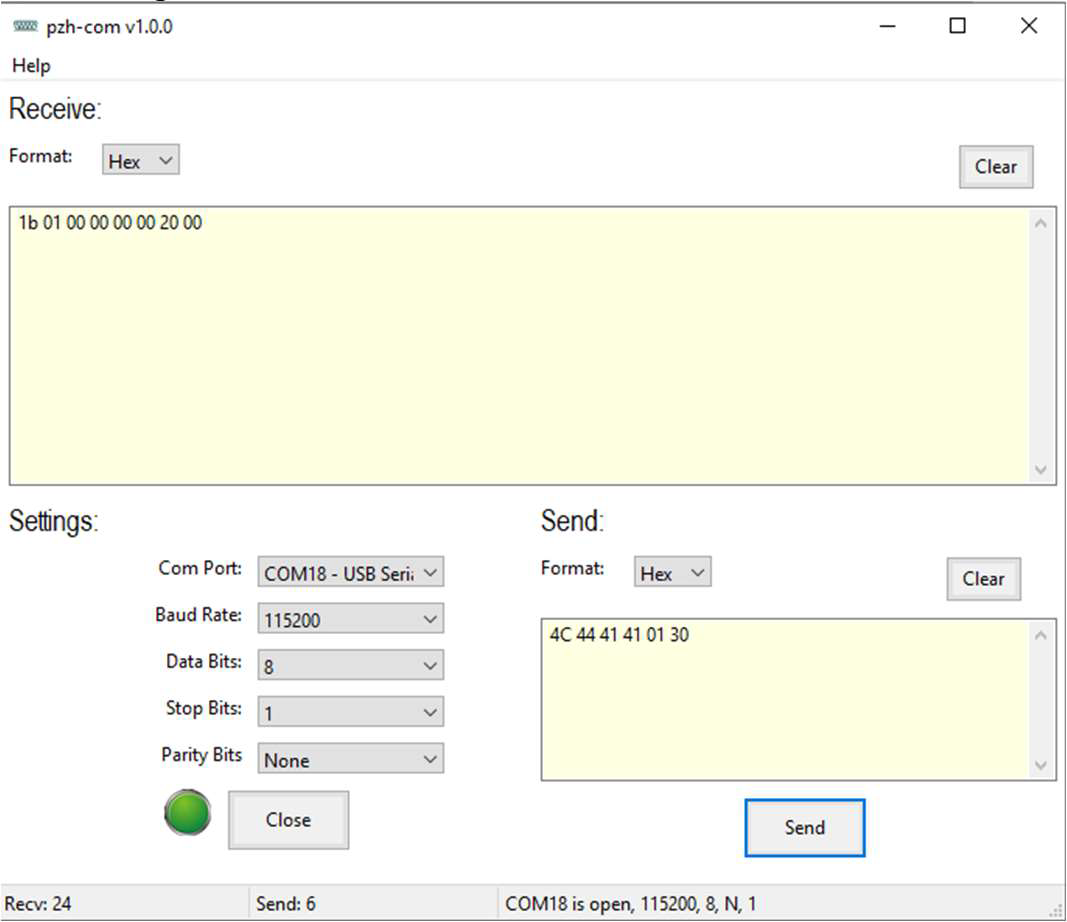 pzh-com v1.0.0
Help
Receive:
Format: Hex Clear
1b 01 00 00 00 00 20 00
Settings:
Com Port: COM18 - USB Seri
Baud Rate: 115200
Data Bits: 8
Stop Bits: 1
Parity Bits None
Close
Send:
Format: Hex Clear
4C 44 41 41 01 30
Send
Recv: 24 Send: 6 COM18 is open, 115200, 8, N, 1